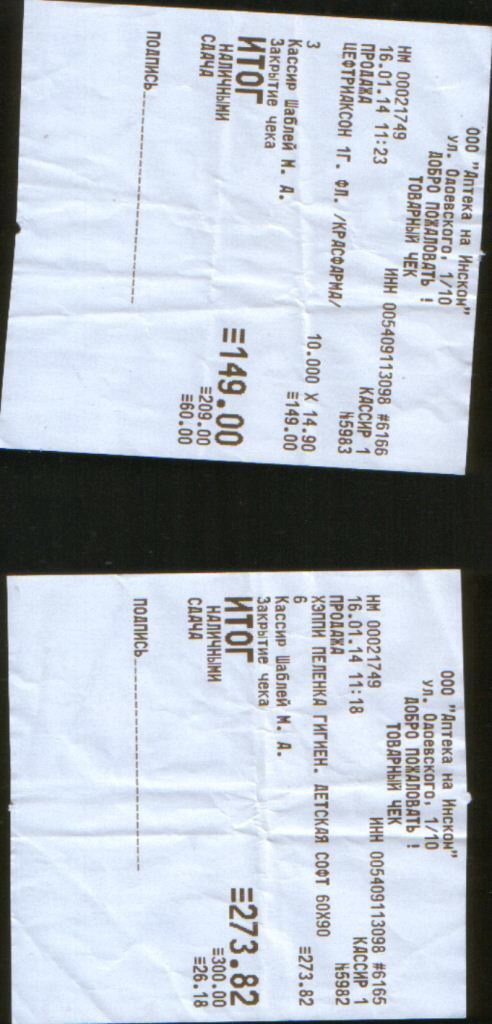 ООО "Аптека на Инском"
ул. Одоевского, 1/10
ДОБРО ПОЖАЛОВАТЬ !
ТОВАРНЫЙ ЧЕК
ИНН 005409113098 #6166
НМ 00021749 КАССИР 1
16.01.14 11:23 №5983
ПРОДАЖА
ЦЕФТРИАКСОН 1Г. ФЛ. /КРАСФАРМА/
10.000 X 14.90
3 ≡149.00
Кассир Шаблей М. А.
Закрытие чека
ИТОГ ≡149.00
НАЛИЧНЫМИ ≡209.00
СДАЧА ≡60.00
ПОДПИСЬ
ООО "Аптека на Инском"
ул. Одоевского, 1/10
ДОБРО ПОЖАЛОВАТЬ !
ТОВАРНЫЙ ЧЕК
ИНН 005409113098 #6165
НМ 00021749 КАССИР 1
16.01.14 11:18 №5982
ПРОДАЖА
ХЭППИ ПЕЛЕНКА ГИГИЕН. ДЕТСКАЯ СОФТ 60Х90
6 ≡273.82
Кассир Шаблей М. А.
Закрытие чека
ИТОГ ≡273.82
НАЛИЧНЫМИ ≡300.00
СДАЧА ≡26.18
ПОДПИСЬ